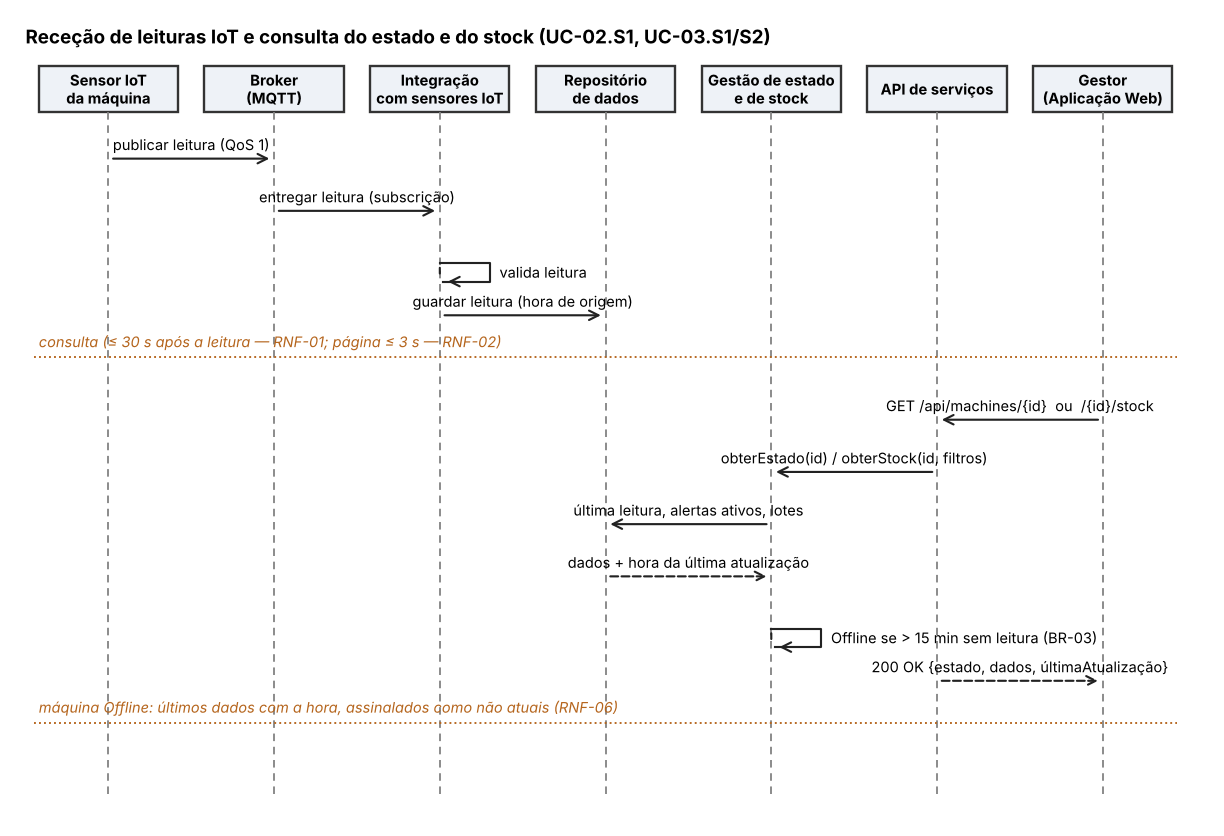 Receção de leituras IoT e consulta do estado e do stock (UC-02.S1, UC-03.S1/S2)
Sensor IoT
da máquina
Broker
(MQTT)
Integração
com sensores IoT
Repositório
de dados
Gestão de estado
e de stock
API de serviços
Gestor
(Aplicação Web)
publicar leitura (QoS 1)
entregar leitura (subscrição)
valida leitura
guardar leitura (hora de origem)
consulta (≤ 30 s após a leitura — RNF-01; página ≤ 3 s — RNF-02)
GET /api/machines/{id} ou /{id}/stock
obterEstado(id) / obterStock(id, filtros)
última leitura, alertas ativos, lotes
dados + hora da última atualização
Offline se > 15 min sem leitura (BR-03)
200 OK {estado, dados, últimaAtualização}
máquina Offline: últimos dados com a hora, assinalados como não atuais (RNF-06)